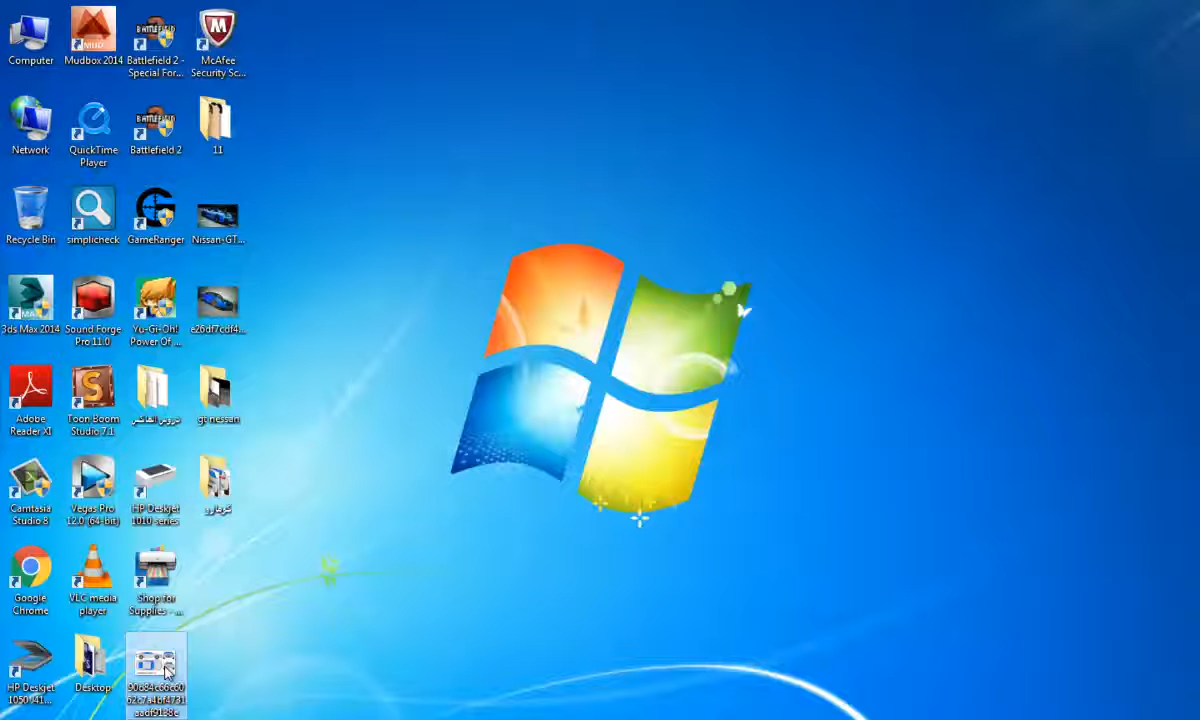 Computer
Mudbox 2014
Battlefield 2 -
Special For...
McAfee
Security Sc...
Network
QuickTime
Player
Battlefield 2
11
Recycle Bin
simplicheck
GameRanger
Nissan-GT...
3ds Max 2014
Sound Forge
Pro 11.0
Yu-Gi-Oh!
Power Of ...
e26df7cdf4...
Adobe
Reader XI
Toon Boom
Studio 7.1
gt nessan
Camtasia
Studio 8
Vegas Pro
12.0 (64-bit)
HP Deskjet
1010 series
Google
Chrome
VLC media
player
Shop for
Supplies - ...
HP Deskjet
1050 J41...
Desktop